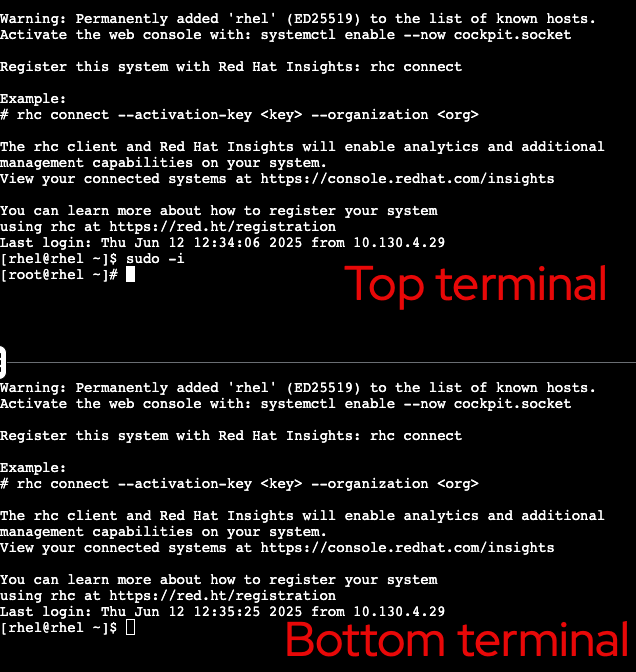 Warning: Permanently added 'rhel' (ED25519) to the list of known hosts.
Activate the web console with: systemctl enable --now cockpit.socket
Register this system with Red Hat Insights: rhc connect
Example:
# rhc connect --activation-key <key> --organization <org>
The rhc client and Red Hat Insights will enable analytics and additional
management capabilities on your system.
View your connected systems at https://console.redhat.com/insights
You can learn more about how to register your system
using rhc at https://red.ht/registration
Last login: Thu Jun 12 12:34:06 2025 from 10.130.4.29
[rhel@rhel ~]$ sudo -i
[root@rhel ~]#
Top terminal
Warning: Permanently added 'rhel' (ED25519) to the list of known hosts.
Activate the web console with: systemctl enable --now cockpit.socket
Register this system with Red Hat Insights: rhc connect
Example:
# rhc connect --activation-key <key> --organization <org>
The rhc client and Red Hat Insights will enable analytics and additional
management capabilities on your system.
View your connected systems at https://console.redhat.com/insights
You can learn more about how to register your system
using rhc at https://red.ht/registration
Last login: Thu Jun 12 12:35:25 2025 from 10.130.4.29
[rhel@rhel ~]$
Bottom terminal